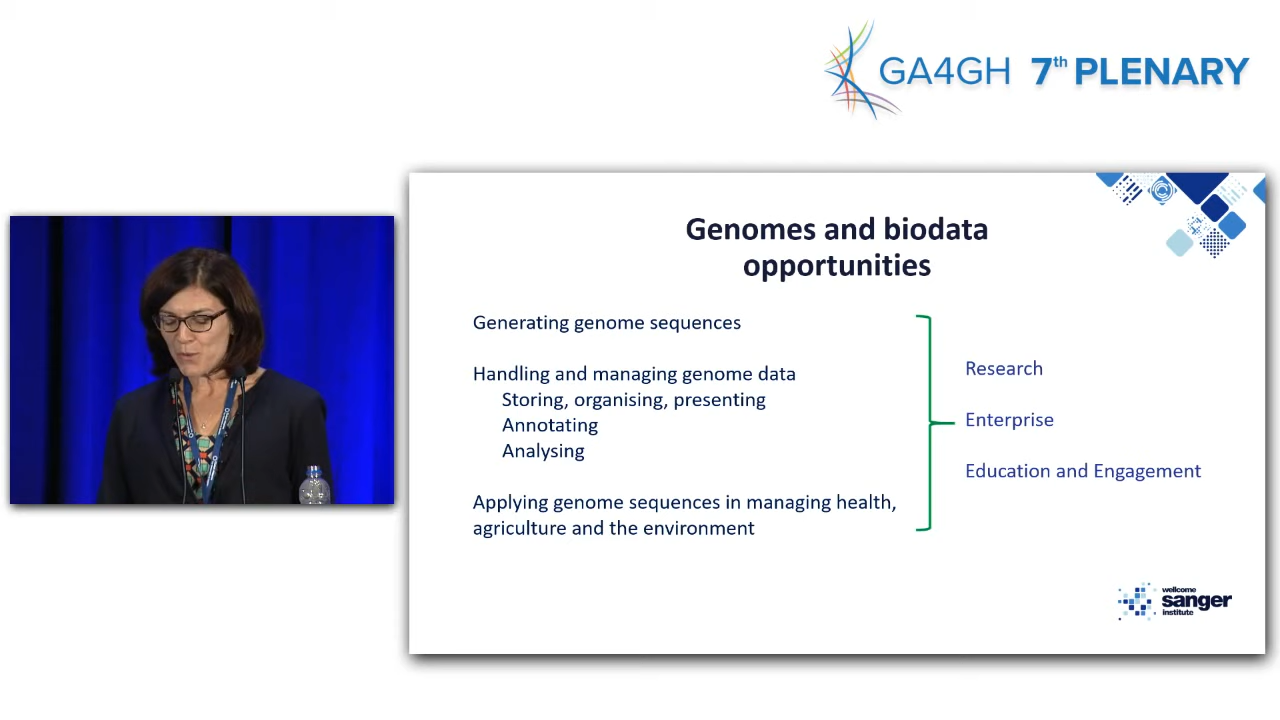 GA4GH 7th PLENARY
Genomes and biodata
opportunities
Generating genome sequences
Handling and managing genome data
Storing, organising, presenting
Annotating
Analysing
Applying genome sequences in managing health,
agriculture and the environment
Research
Enterprise
Education and Engagement
wellcome
sanger
institute